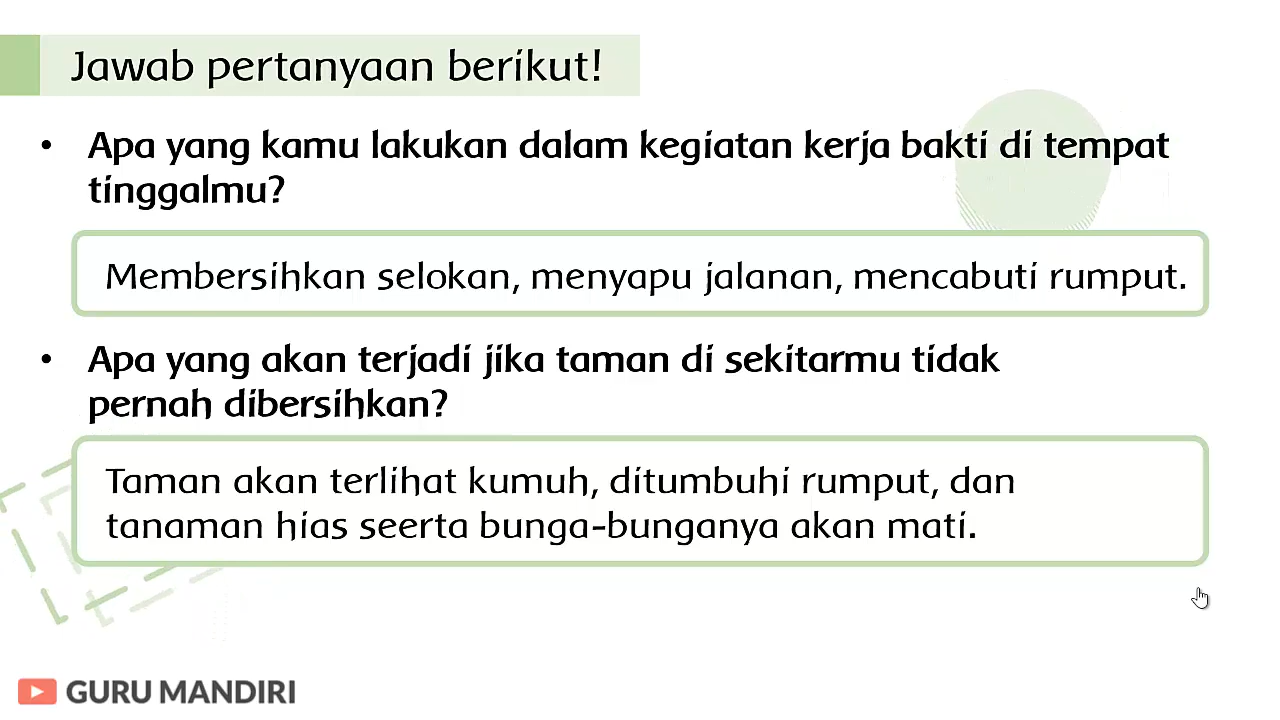 Jawab pertanyaan berikut!
• Apa yang kamu lakukan dalam kegiatan kerja bakti di tempat
tinggalmu?
Membersihkan selokan, menyapu jalanan, mencabuti rumput.
• Apa yang akan terjadi jika taman di sekitarmu tidak
pernah dibersihkan?
Taman akan terlihat kumuh, ditumbuhi rumput, dan
tanaman hias seerta bunga-bunganya akan mati.
GURU MANDIRI